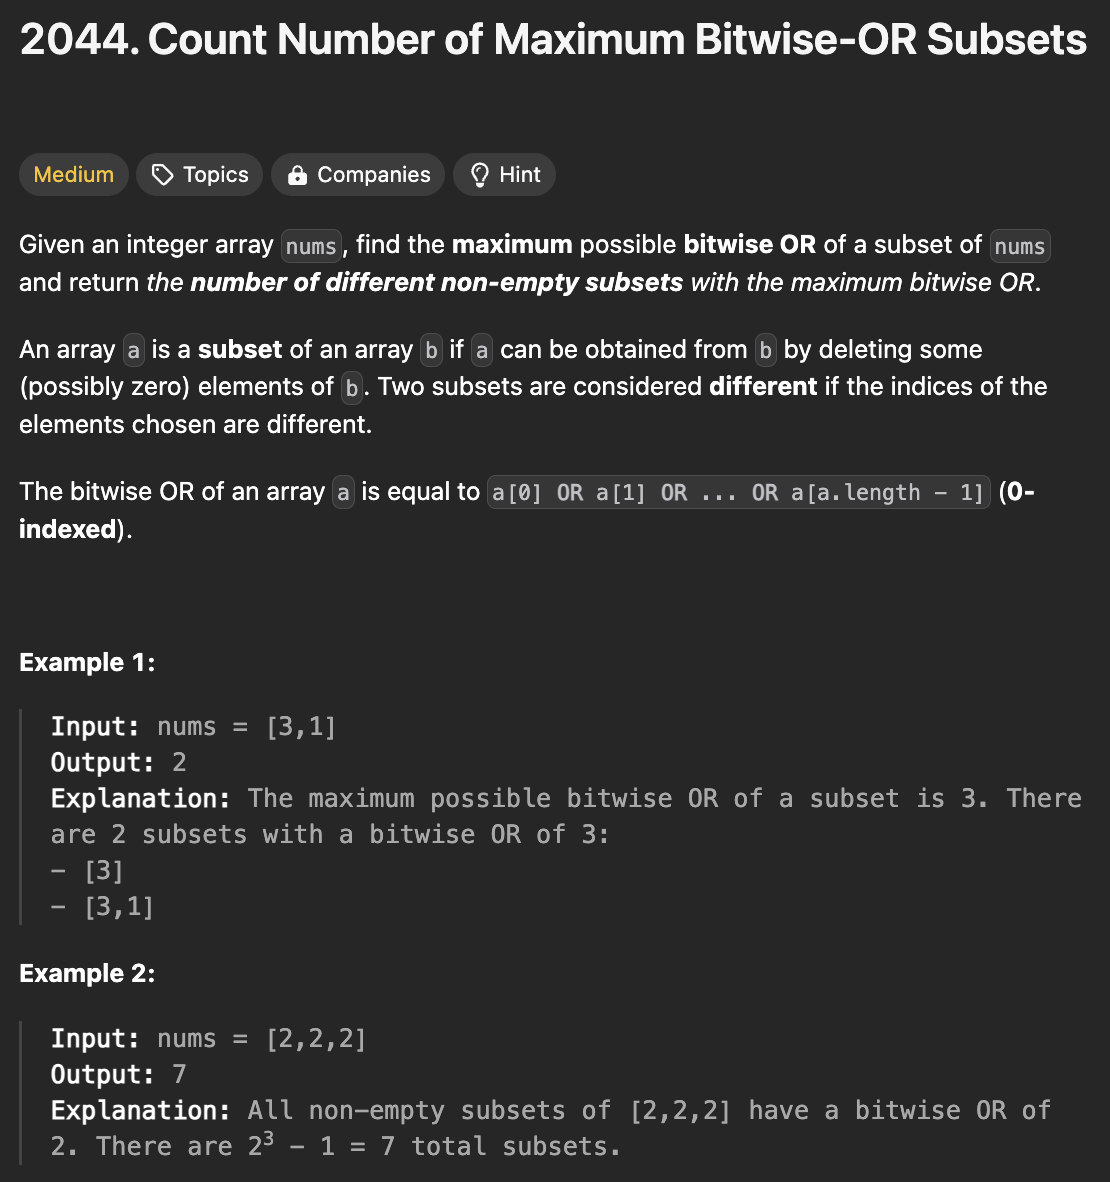 2044. Count Number of Maximum Bitwise-OR Subsets
Medium
Topics
Companies
Hint
Given an integer array nums, find the maximum possible bitwise OR of a subset of nums
and return the number of different non-empty subsets with the maximum bitwise OR.
An array a is a subset of an array b if a can be obtained from b by deleting some
(possibly zero) elements of b. Two subsets are considered different if the indices of the
elements chosen are different.
The bitwise OR of an array a is equal to a[0] OR a[1] OR ... OR a[a.length - 1] (0-
indexed).
Example 1:
Input: nums = [3,1]
Output: 2
Explanation: The maximum possible bitwise OR of a subset is 3. There
are 2 subsets with a bitwise OR of 3:
- [3]
- [3,1]
Example 2:
Input: nums = [2,2,2]
Output: 7
Explanation: All non-empty subsets of [2,2,2] have a bitwise OR of
2. There are 2³ - 1 = 7 total subsets.